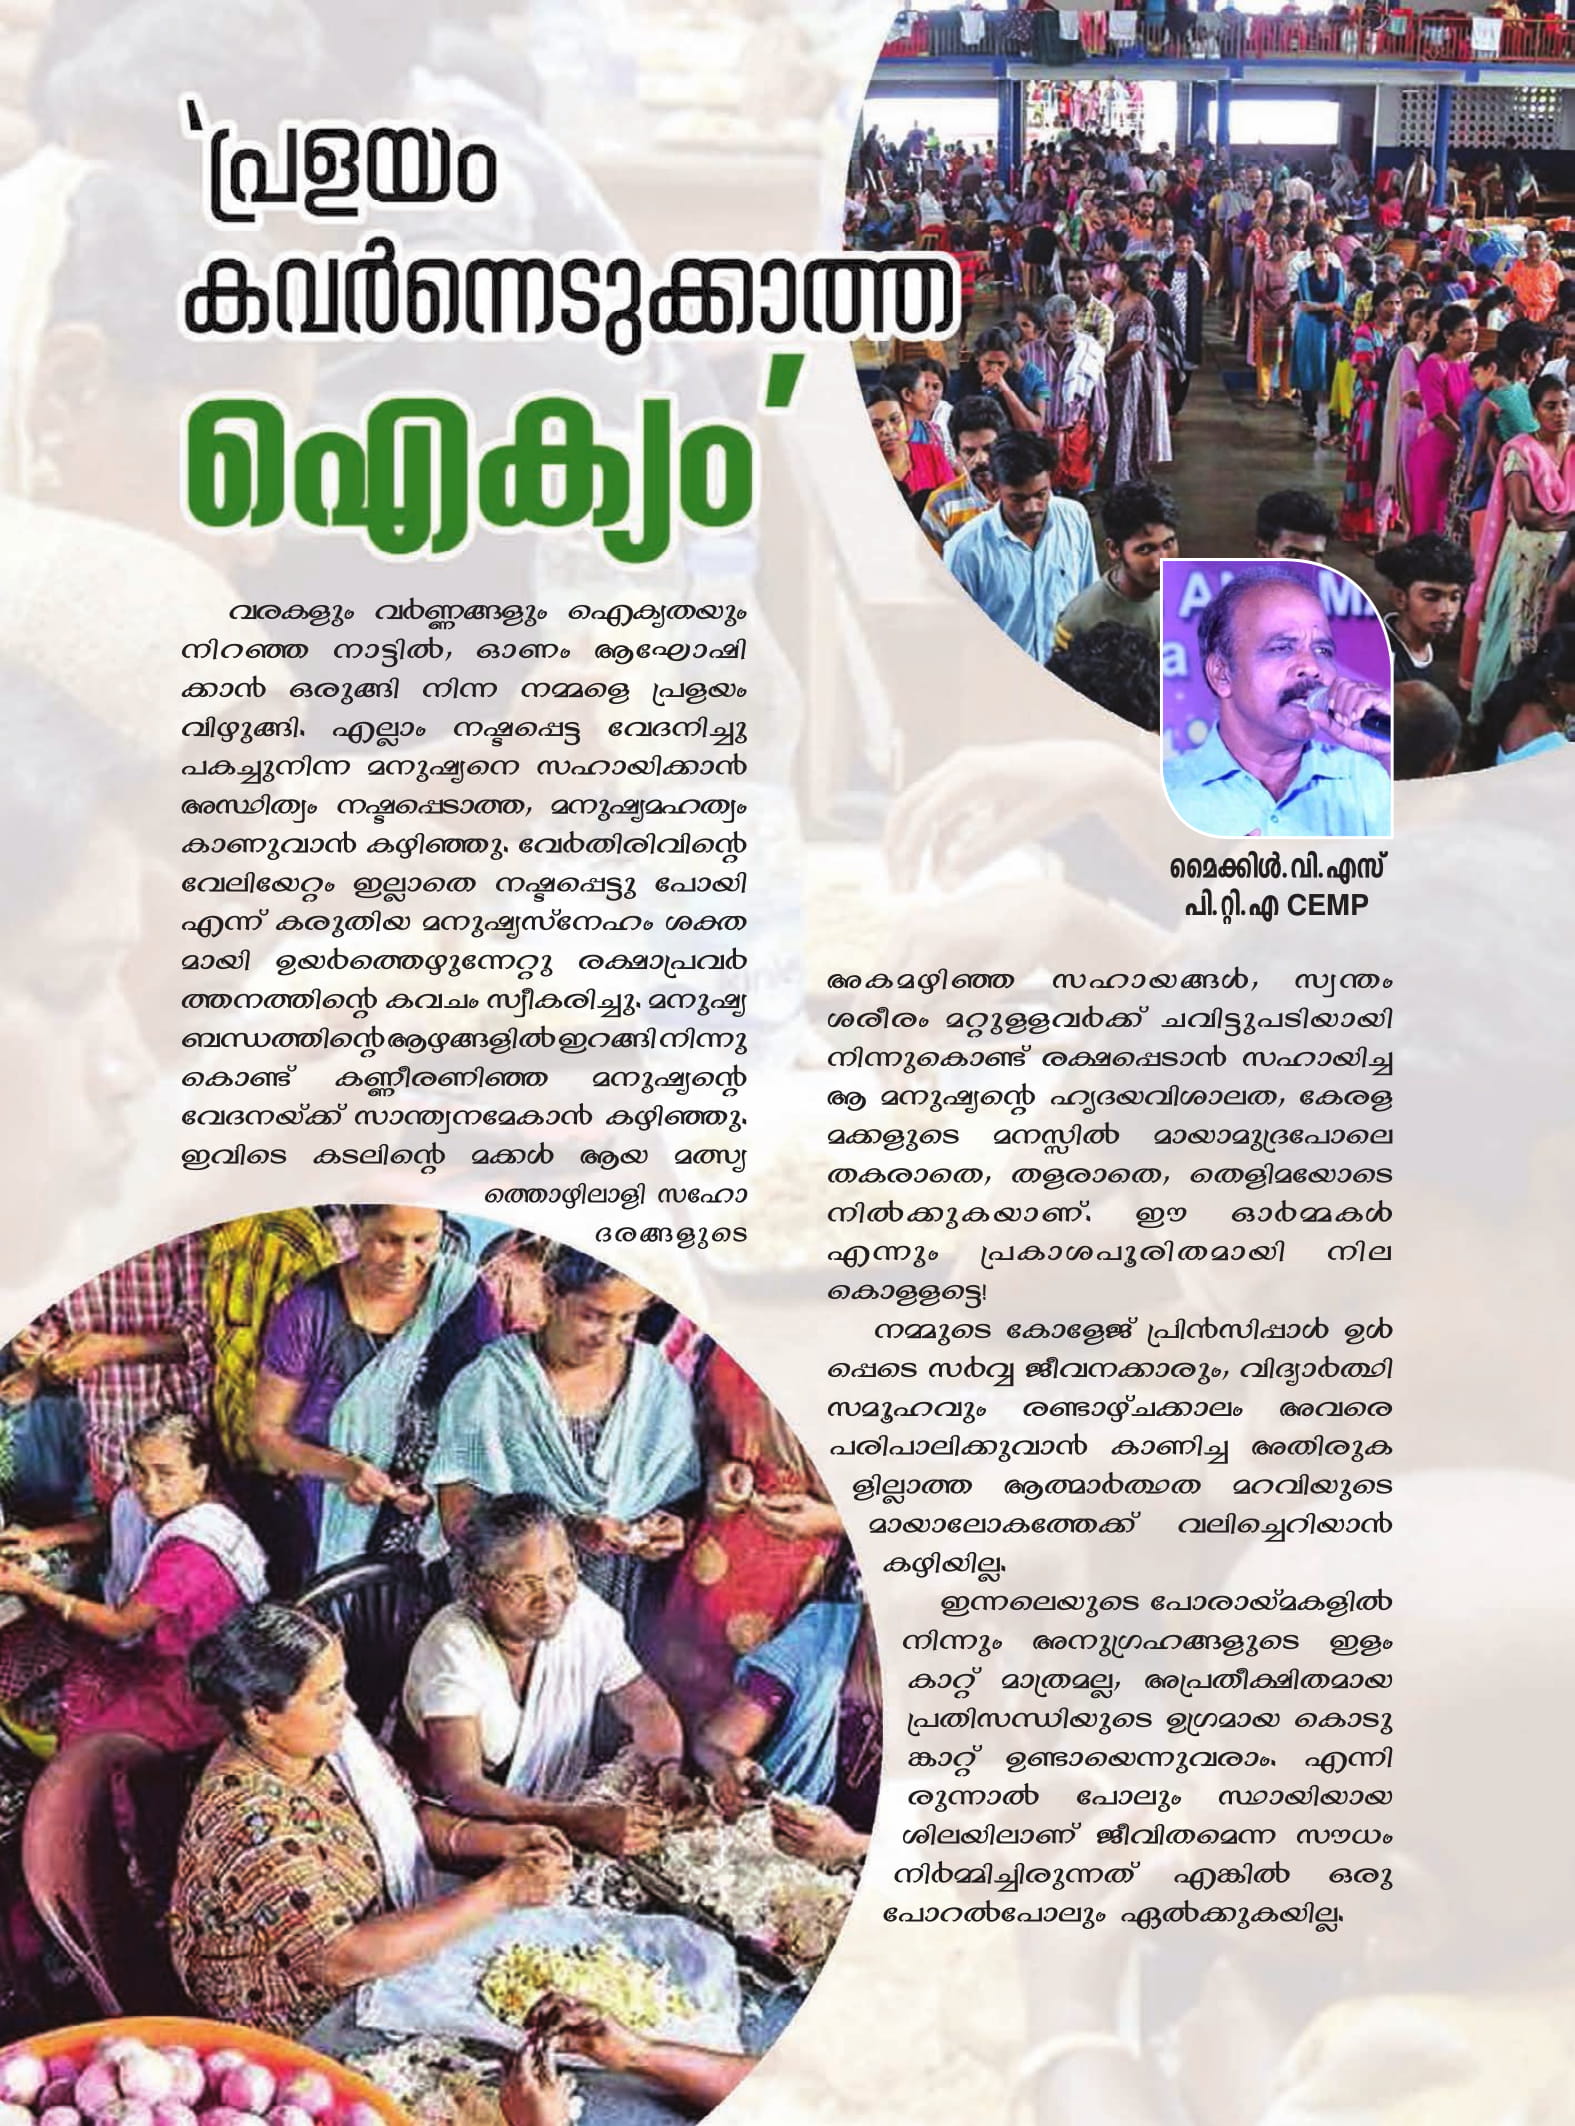 ‘പ്രളയം
കവർന്നെടുക്കാത്ത
ഐക്യം’
വരകളും വർണ്ണങ്ങളും ഐക്യതയും
നിറഞ്ഞ നാട്ടിൽ, ഓണം ആഘോഷി
ക്കാൻ ഒരുങ്ങി നിന്ന നമ്മളെ പ്രളയം
വിഴുങ്ങി. എല്ലാം നഷ്ടപ്പെട്ട വേദനിച്ചു
പകച്ചുനിന്ന മനുഷ്യനെ സഹായിക്കാൻ
അസ്ഥിത്വം നഷ്ടപ്പെടാത്ത, മനുഷ്യമഹത്വം
കാണുവാൻ കഴിഞ്ഞു. വേർതിരിവിന്റെ
വേലിയേറ്റം ഇല്ലാതെ നഷ്ടപ്പെട്ടു പോയി
എന്ന് കരുതിയ മനുഷ്യസ്നേഹം ശക്ത
മായി ഉയർത്തെഴുന്നേറ്റു രക്ഷാപ്രവർ
ത്തനത്തിന്റെ കവചം സ്വീകരിച്ചു. മനുഷ്യ
ബന്ധത്തിന്റെ ആഴങ്ങളിൽ ഇറങ്ങി നിന്നു
കൊണ്ട് കണ്ണീരണിഞ്ഞ മനുഷ്യന്റെ
വേദനയ്ക്ക് സാന്ത്വനമേകാൻ കഴിഞ്ഞു.
ഇവിടെ കടലിന്റെ മക്കൾ ആയ മത്സ്യ
ത്തൊഴിലാളി സഹോ
ദരങ്ങളുടെ
മൈക്കിൾ.വി.എസ്
പി.റ്റി.എ CEMP
അകമഴിഞ്ഞ സഹായങ്ങൾ, സ്വന്തം
ശരീരം മറ്റുള്ളവർക്ക് ചവിട്ടുപടിയായി
നിന്നുകൊണ്ട് രക്ഷപ്പെടാൻ സഹായിച്ച
ആ മനുഷ്യന്റെ ഹൃദയവിശാലത, കേരള
മക്കളുടെ മനസ്സിൽ മായാമുദ്രപോലെ
തകരാതെ, തളരാതെ, തെളിമയോടെ
നിൽക്കുകയാണ്. ഈ ഓർമ്മകൾ
എന്നും പ്രകാശപൂരിതമായി നില
കൊള്ളട്ടെ!
നമ്മുടെ കോളേജ് പ്രിൻസിപ്പാൾ ഉൾ
പ്പെടെ സർവ്വ ജീവനക്കാരും, വിദ്യാർത്ഥി
സമൂഹവും രണ്ടാഴ്ചക്കാലം അവരെ
പരിപാലിക്കുവാൻ കാണിച്ച അതിരുക
ളില്ലാത്ത ആത്മാർത്ഥത മറവിയുടെ
മായാലോകത്തേക്ക് വലിച്ചെറിയാൻ
കഴിയില്ല.
ഇന്നലെയുടെ പോരായ്മകളിൽ
നിന്നും അനുഗ്രഹങ്ങളുടെ ഇളം
കാറ്റ് മാത്രമല്ല, അപ്രതീക്ഷിതമായ
പ്രതിസന്ധിയുടെ ഉഗ്രമായ കൊടു
ങ്കാറ്റ് ഉണ്ടായെന്നുവരാം. എന്നി
രുന്നാൽ പോലും സ്ഥായിയായ
ശിലയിലാണ് ജീവിതമെന്ന സൗധം
നിർമ്മിച്ചിരുന്നത് എങ്കിൽ ഒരു
പോറൽപോലും ഏൽക്കുകയില്ല.